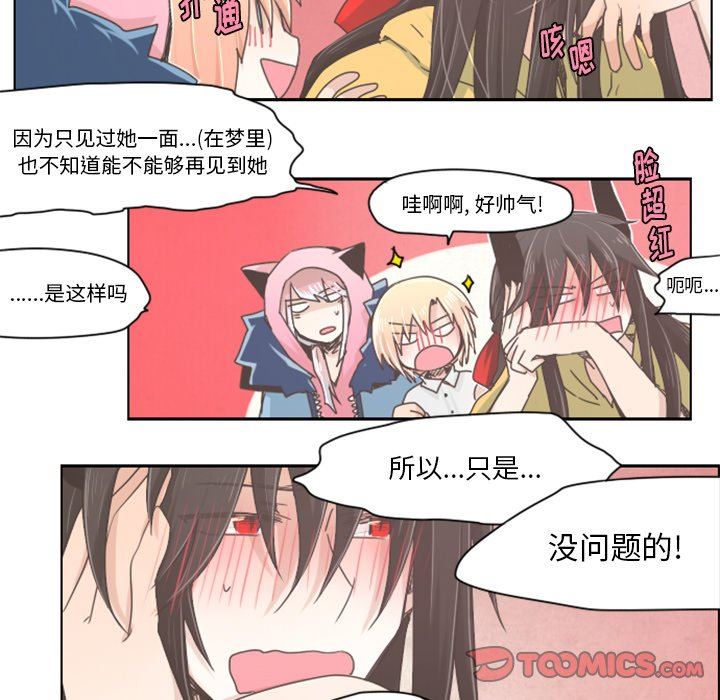 扑通
咳嗯
因为只见过她一面...(在梦里)
也不知道能不能够再见到她
哇啊啊, 好帅气!
脸超红
......是这样吗
呃呃...
所以...只是...
没问题的!
TOOMICS.COM